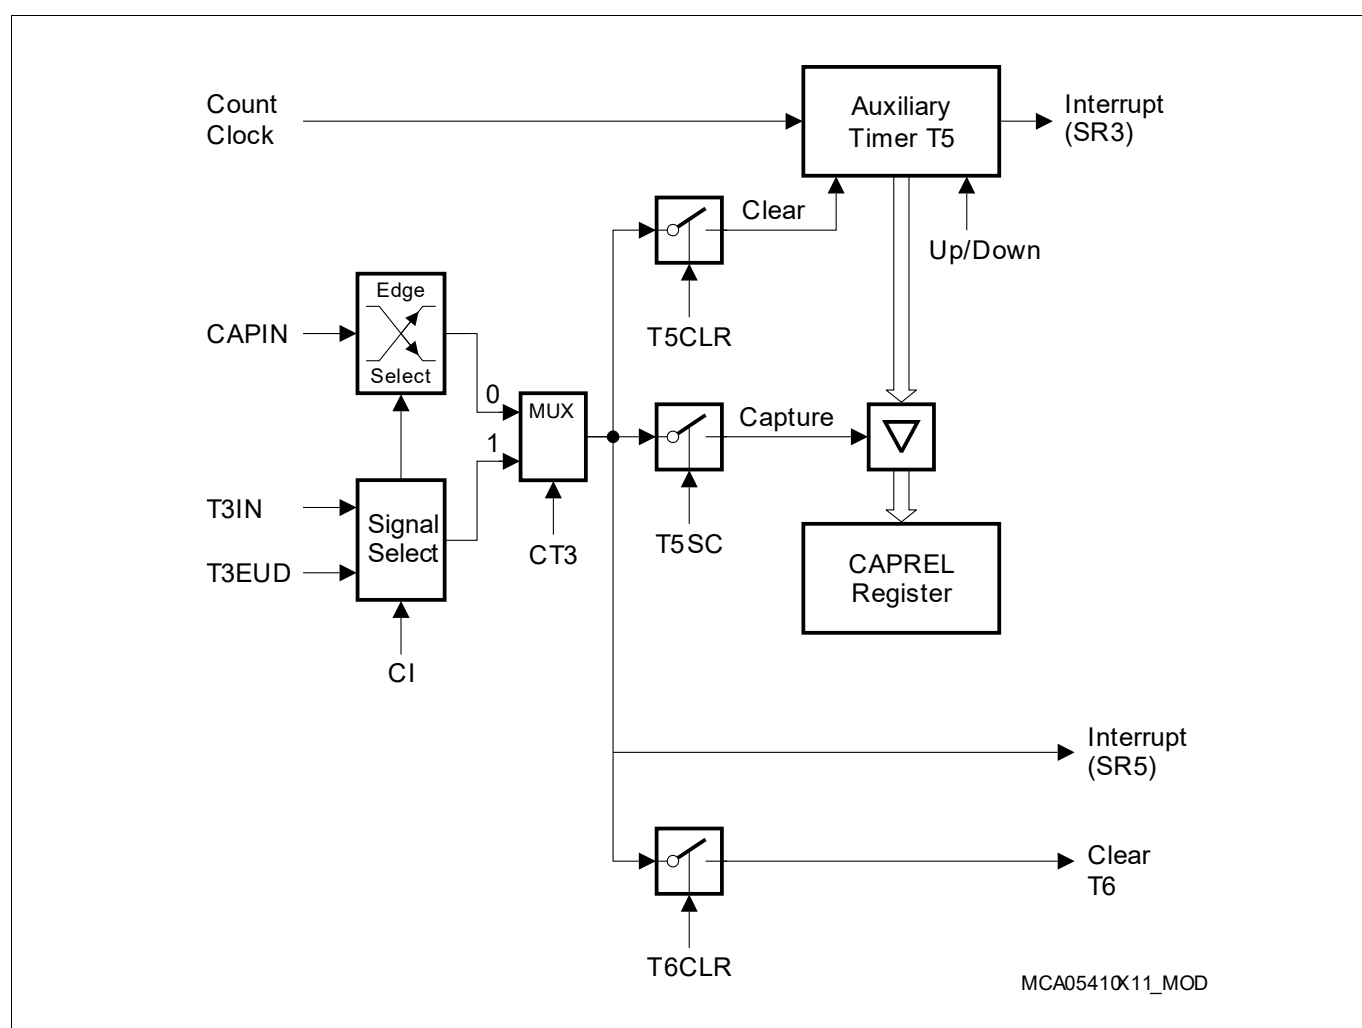 Count
Clock
Auxiliary
Timer T5
Interrupt
(SR3)
Clear
Up/Down
Edge
Select
CAPIN
T5CLR
0
MUX
1
Capture
T3IN
T3EUD
Signal
Select
CT3
T5SC
CAPREL
Register
CI
Interrupt
(SR5)
Clear
T6
T6CLR
MCA05410X11_MOD